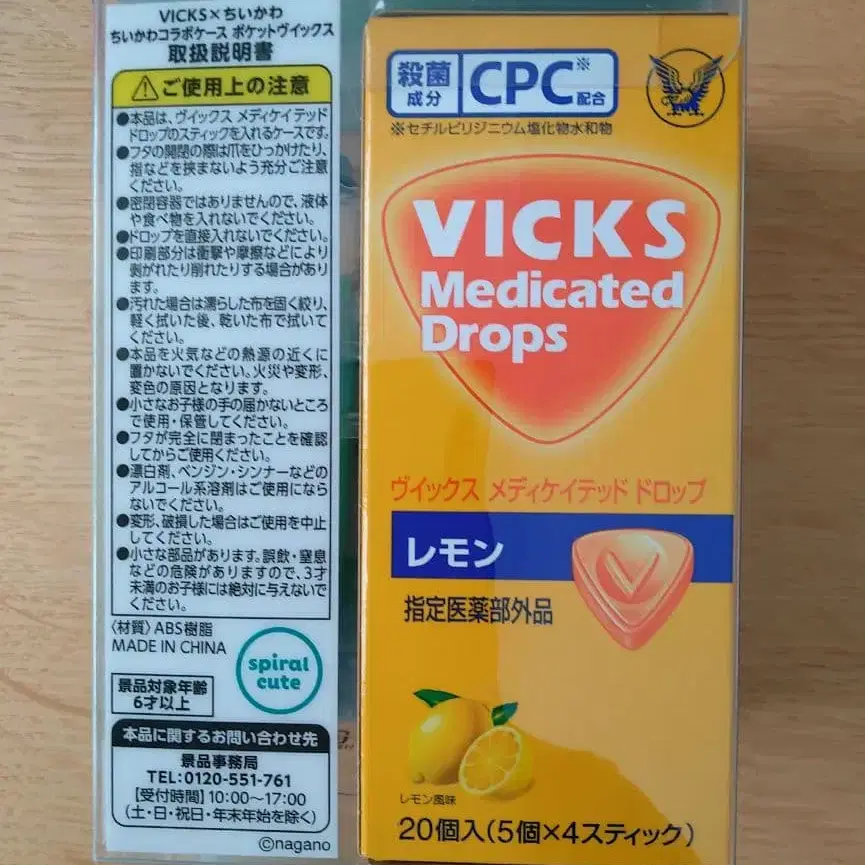 VICKS×ちいかわ
ちいかわコラボケース ポケットヴイックス
取扱説明書
ご使用上の注意
●本品は、ヴイックス メディケイテッド
ドロップのスティックを入れるケースです。
●フタの開閉の際は爪をひっかけたり、
指などを挟まないよう充分ご注意
ください。
●密閉容器ではありませんので、液体
や食べ物を入れないでください。
●ドロップを直接入れないでください。
●印刷部分は衝撃や摩擦などにより
剥がれたり削れたりする場合があり
ます。
●汚れた場合は濡らした布を固く絞り、
軽く拭いた後、乾いた布で拭いて
ください。
●本品を火気などの熱源の近くに
置かないでください。火災や変形、
変色の原因となります。
●小さなお子様の手の届かないところ
で使用・保管してください。
●フタが完全に閉まったことを確認
してからご使用ください。
●漂白剤、ベンジン・シンナーなどの
アルコール系溶剤はご使用になら
ないでください。
●変形、破損した場合はご使用を中止
してください。
●小さな部品があります。誤飲・窒息
などの危険がありますので、3才
未満のお子様には絶対に与えないで
ください。
〈材質〉ABS樹脂
MADE IN CHINA
spiral
cute
景品対象年齢
6才以上
本品に関するお問い合わせ先
景品事務局
TEL:0120-551-761
【受付時間】10:00〜17:00
(土・日・祝日・年末年始を除く)
©nagano
殺菌
成分
CPC※
配合
※セチルピリジニウム塩化物水和物
VICKS
Medicated
Drops
ヴイックス メディケイテッド ドロップ
レモン
V
指定医薬部外品
レモン風味
20個入(5個×4スティック)